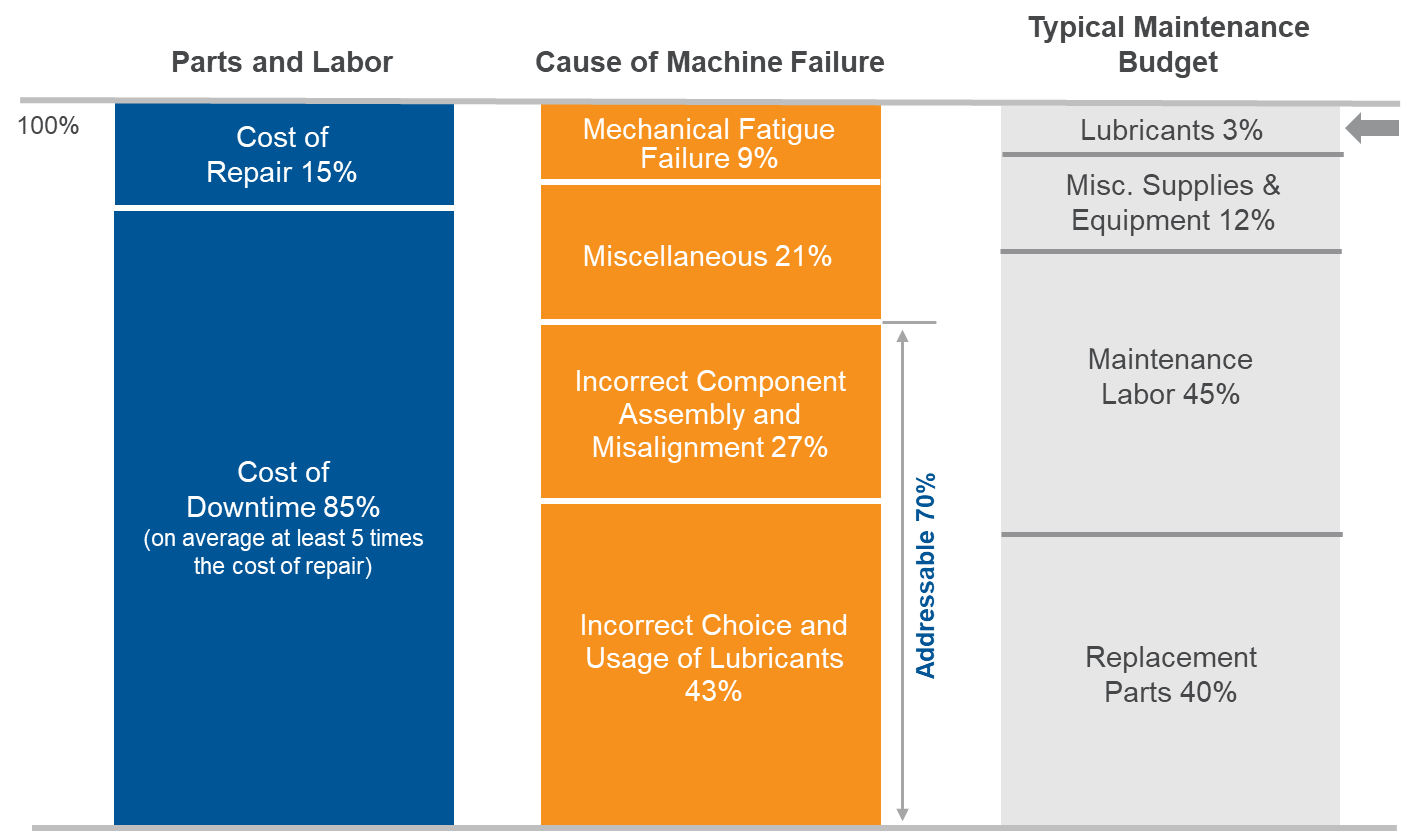 Parts and Labor
Cause of Machine Failure
Typical Maintenance
Budget
100%
Cost of
Repair 15%
Cost of
Downtime 85%
(on average at least 5 times
the cost of repair)
Mechanical Fatigue
Failure 9%
Miscellaneous 21%
Incorrect Component
Assembly and
Misalignment 27%
Incorrect Choice and
Usage of Lubricants
43%
Addressable 70%
Lubricants 3%
Misc. Supplies &
Equipment 12%
Maintenance
Labor 45%
Replacement
Parts 40%